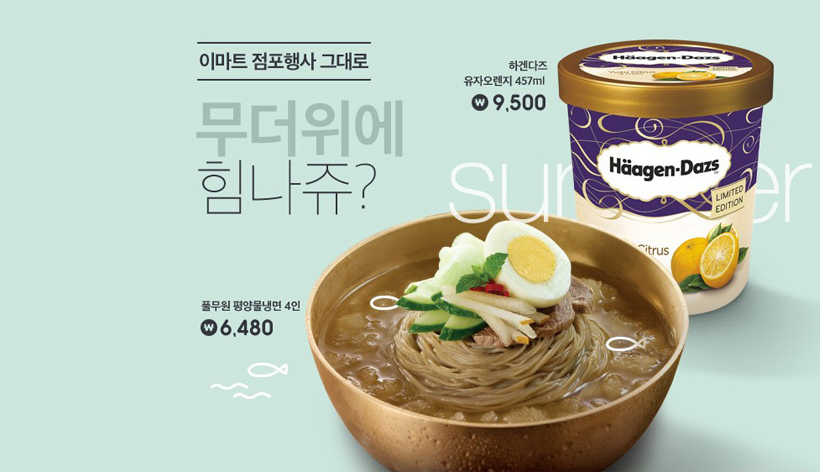 이마트 점포행사 그대로
무더위에
힘나쥬?
하겐다즈
유자오렌지 457ml
₩ 9,500
Häagen-Dazs
Häagen-Dazs
LIMITED
EDITION
Citrus
풀무원 평양물냉면 4인
₩ 6,480